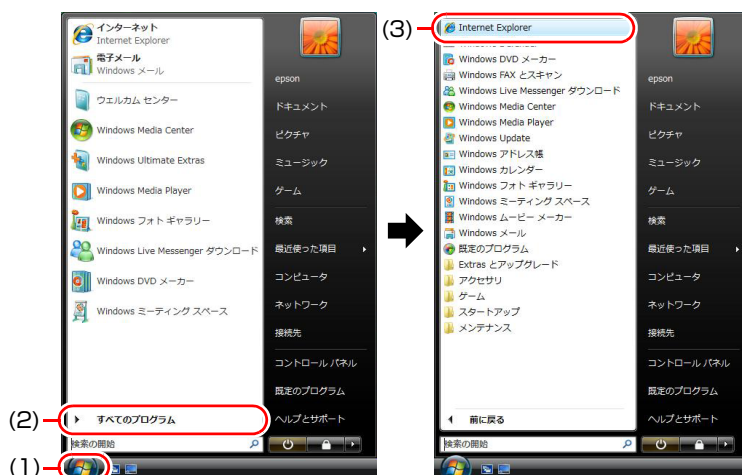 インターネット
Internet Explorer
電子メール
Windows メール
ウェルカム センター
Windows Media Center
Windows Ultimate Extras
Windows Media Player
Windows フォト ギャラリー
Windows Live Messenger ダウンロード
Windows DVD メーカー
Windows ミーティング スペース
(2)
すべてのプログラム
検索の開始
(1)
epson
ドキュメント
ピクチャ
ミュージック
ゲーム
検索
最近使った項目
コンピュータ
ネットワーク
接続先
コントロール パネル
既定のプログラム
ヘルプとサポート
(3)
Internet Explorer
Windows DVD メーカー
Windows FAX とスキャン
Windows Live Messenger ダウンロード
Windows Media Center
Windows Media Player
Windows Update
Windows アドレス帳
Windows カレンダー
Windows フォト ギャラリー
Windows ミーティング スペース
Windows ムービー メーカー
Windows メール
既定のプログラム
Extras とアップグレード
アクセサリ
ゲーム
スタートアップ
メンテナンス
前に戻る
検索の開始
epson
ドキュメント
ピクチャ
ミュージック
ゲーム
検索
最近使った項目
コンピュータ
ネットワーク
接続先
コントロール パネル
既定のプログラム
ヘルプとサポート